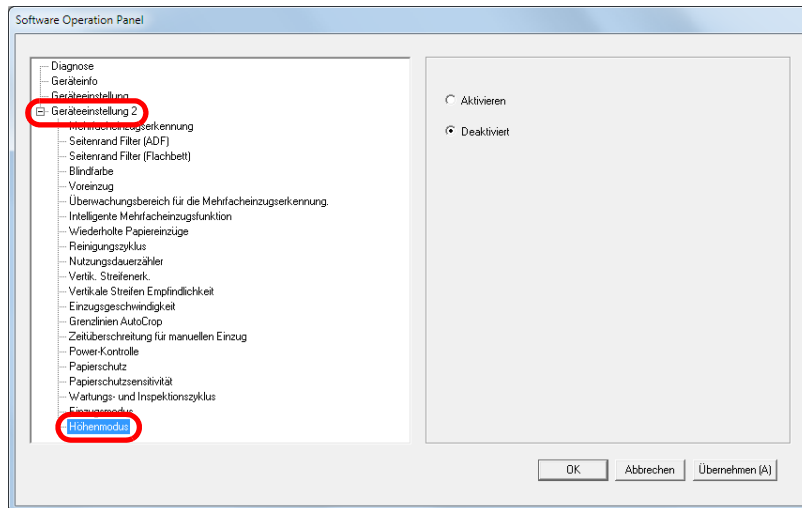 Software Operation Panel
Diagnose
Geräteinfo
Geräteeinstellung
Geräteeinstellung 2
Mehrfacheinzugserkennung
Seitenrand Filter (ADF)
Seitenrand Filter (Flachbett)
Blindfarbe
Voreinzug
Überwachungsbereich für die Mehrfacheinzugserkennung.
Intelligente Mehrfacheinzugsfunktion
Wiederholte Papiereinzüge
Reinigungszyklus
Nutzungsdauerzähler
Vertik. Streifenerk.
Vertikale Streifen Empfindlichkeit
Einzugsgeschwindigkeit
Grenzlinien AutoCrop
Zeitüberschreitung für manuellen Einzug
Power-Kontrolle
Papierschutz
Papierschutzsensitivität
Wartungs- und Inspektionszyklus
Einzugsmodus
Höhenmodus
Aktivieren
Deaktiviert
OK
Abbrechen
Übernehmen (A)